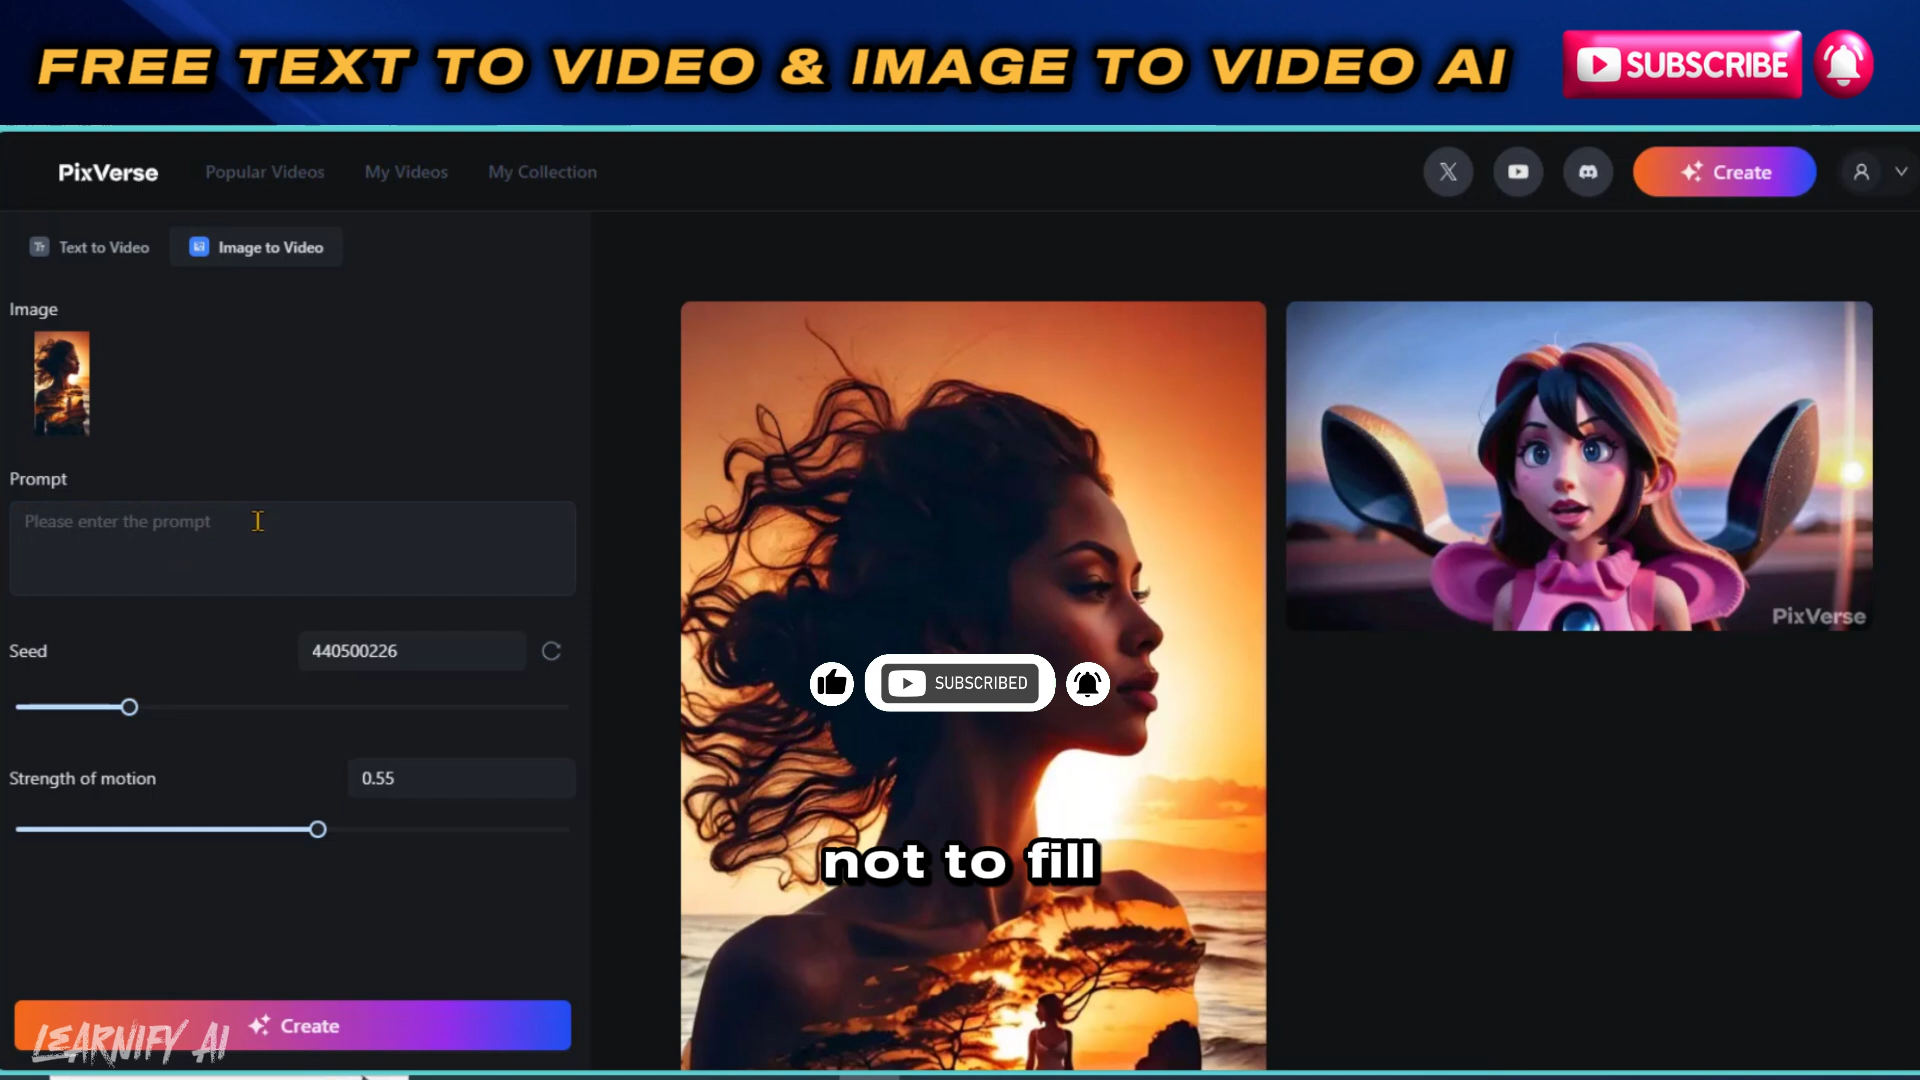 FREE TEXT TO VIDEO & IMAGE TO VIDEO AI
SUBSCRIBE
PixVerse
Popular Videos
My Videos
My Collection
Create
Text to Video
Image to Video
Image
Prompt
Please enter the prompt
Seed
440500226
Strength of motion
0.55
Create
LEARNIFY AI
SUBSCRIBED
not to fill
PixVerse